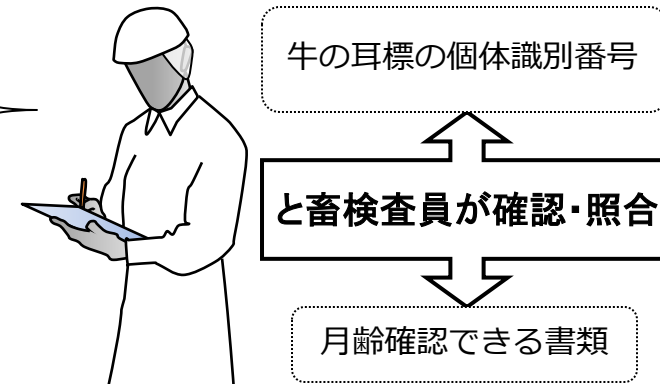 牛の耳標の個体識別番号
と畜検査員が確認・照合
月齢確認できる書類